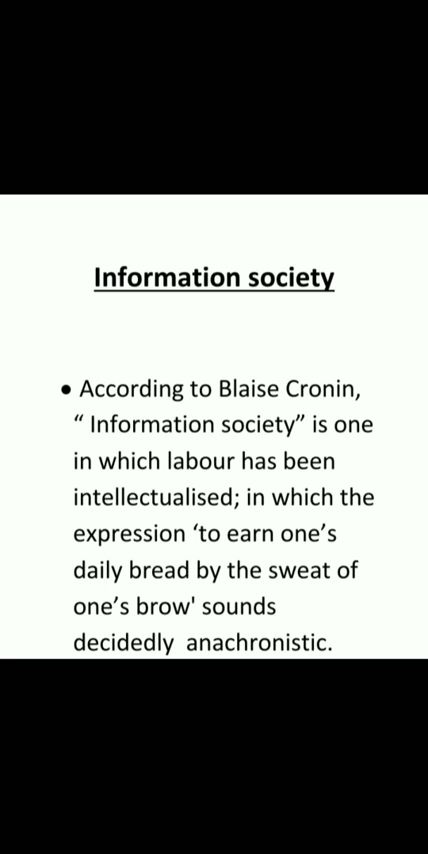 Information society
• According to Blaise Cronin,
“ Information society” is one
in which labour has been
intellectualised; in which the
expression ‘to earn one’s
daily bread by the sweat of
one’s brow' sounds
decidedly  anachronistic.